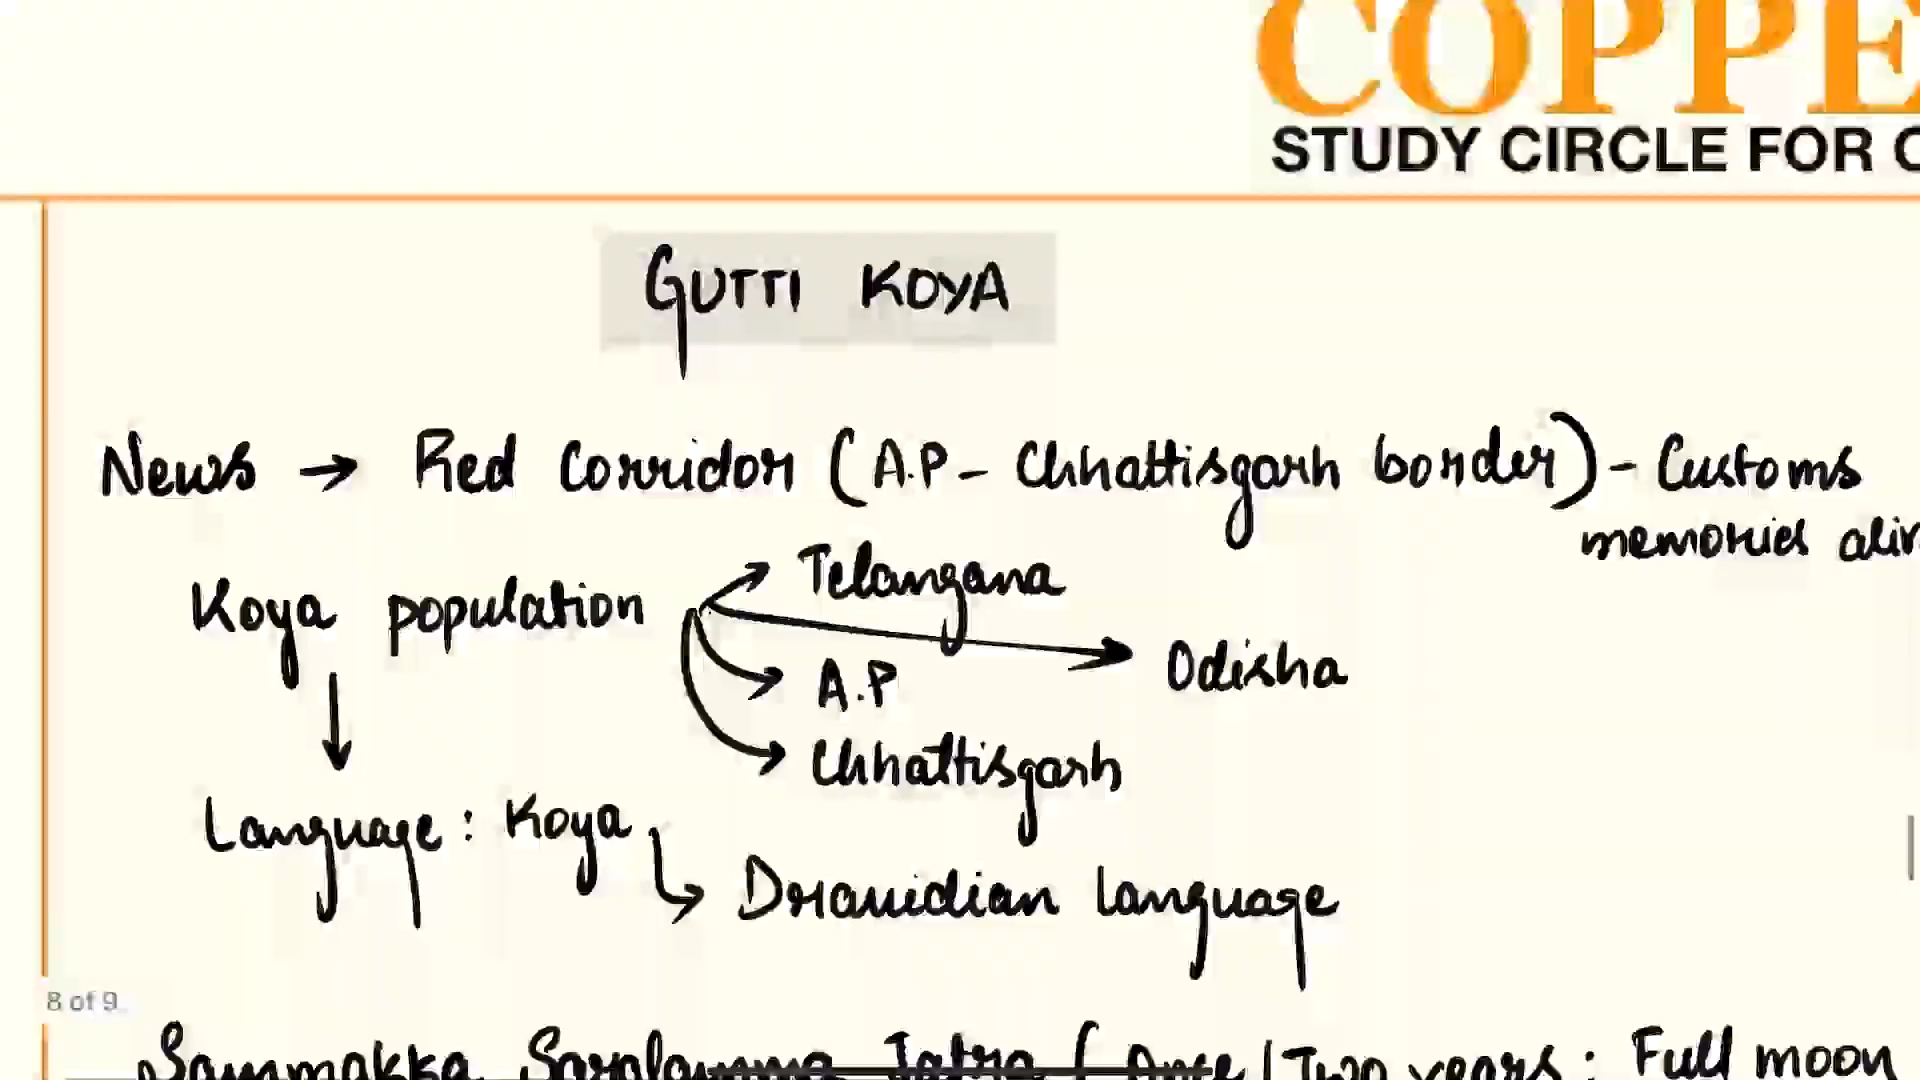 COPPE
STUDY CIRCLE FOR C
GUTTI KOYA
News → Red Corridor (A.P - Chhattisgarh border) - Customs
memories aliv
Koya population → Telangana
→ Odisha
→ A.P
→ Chhattisgarh
Language : Koya
↳ Dravidian language
8 of 9
Sammakka Saralamma Jatra ( Once / Two years : Full moon